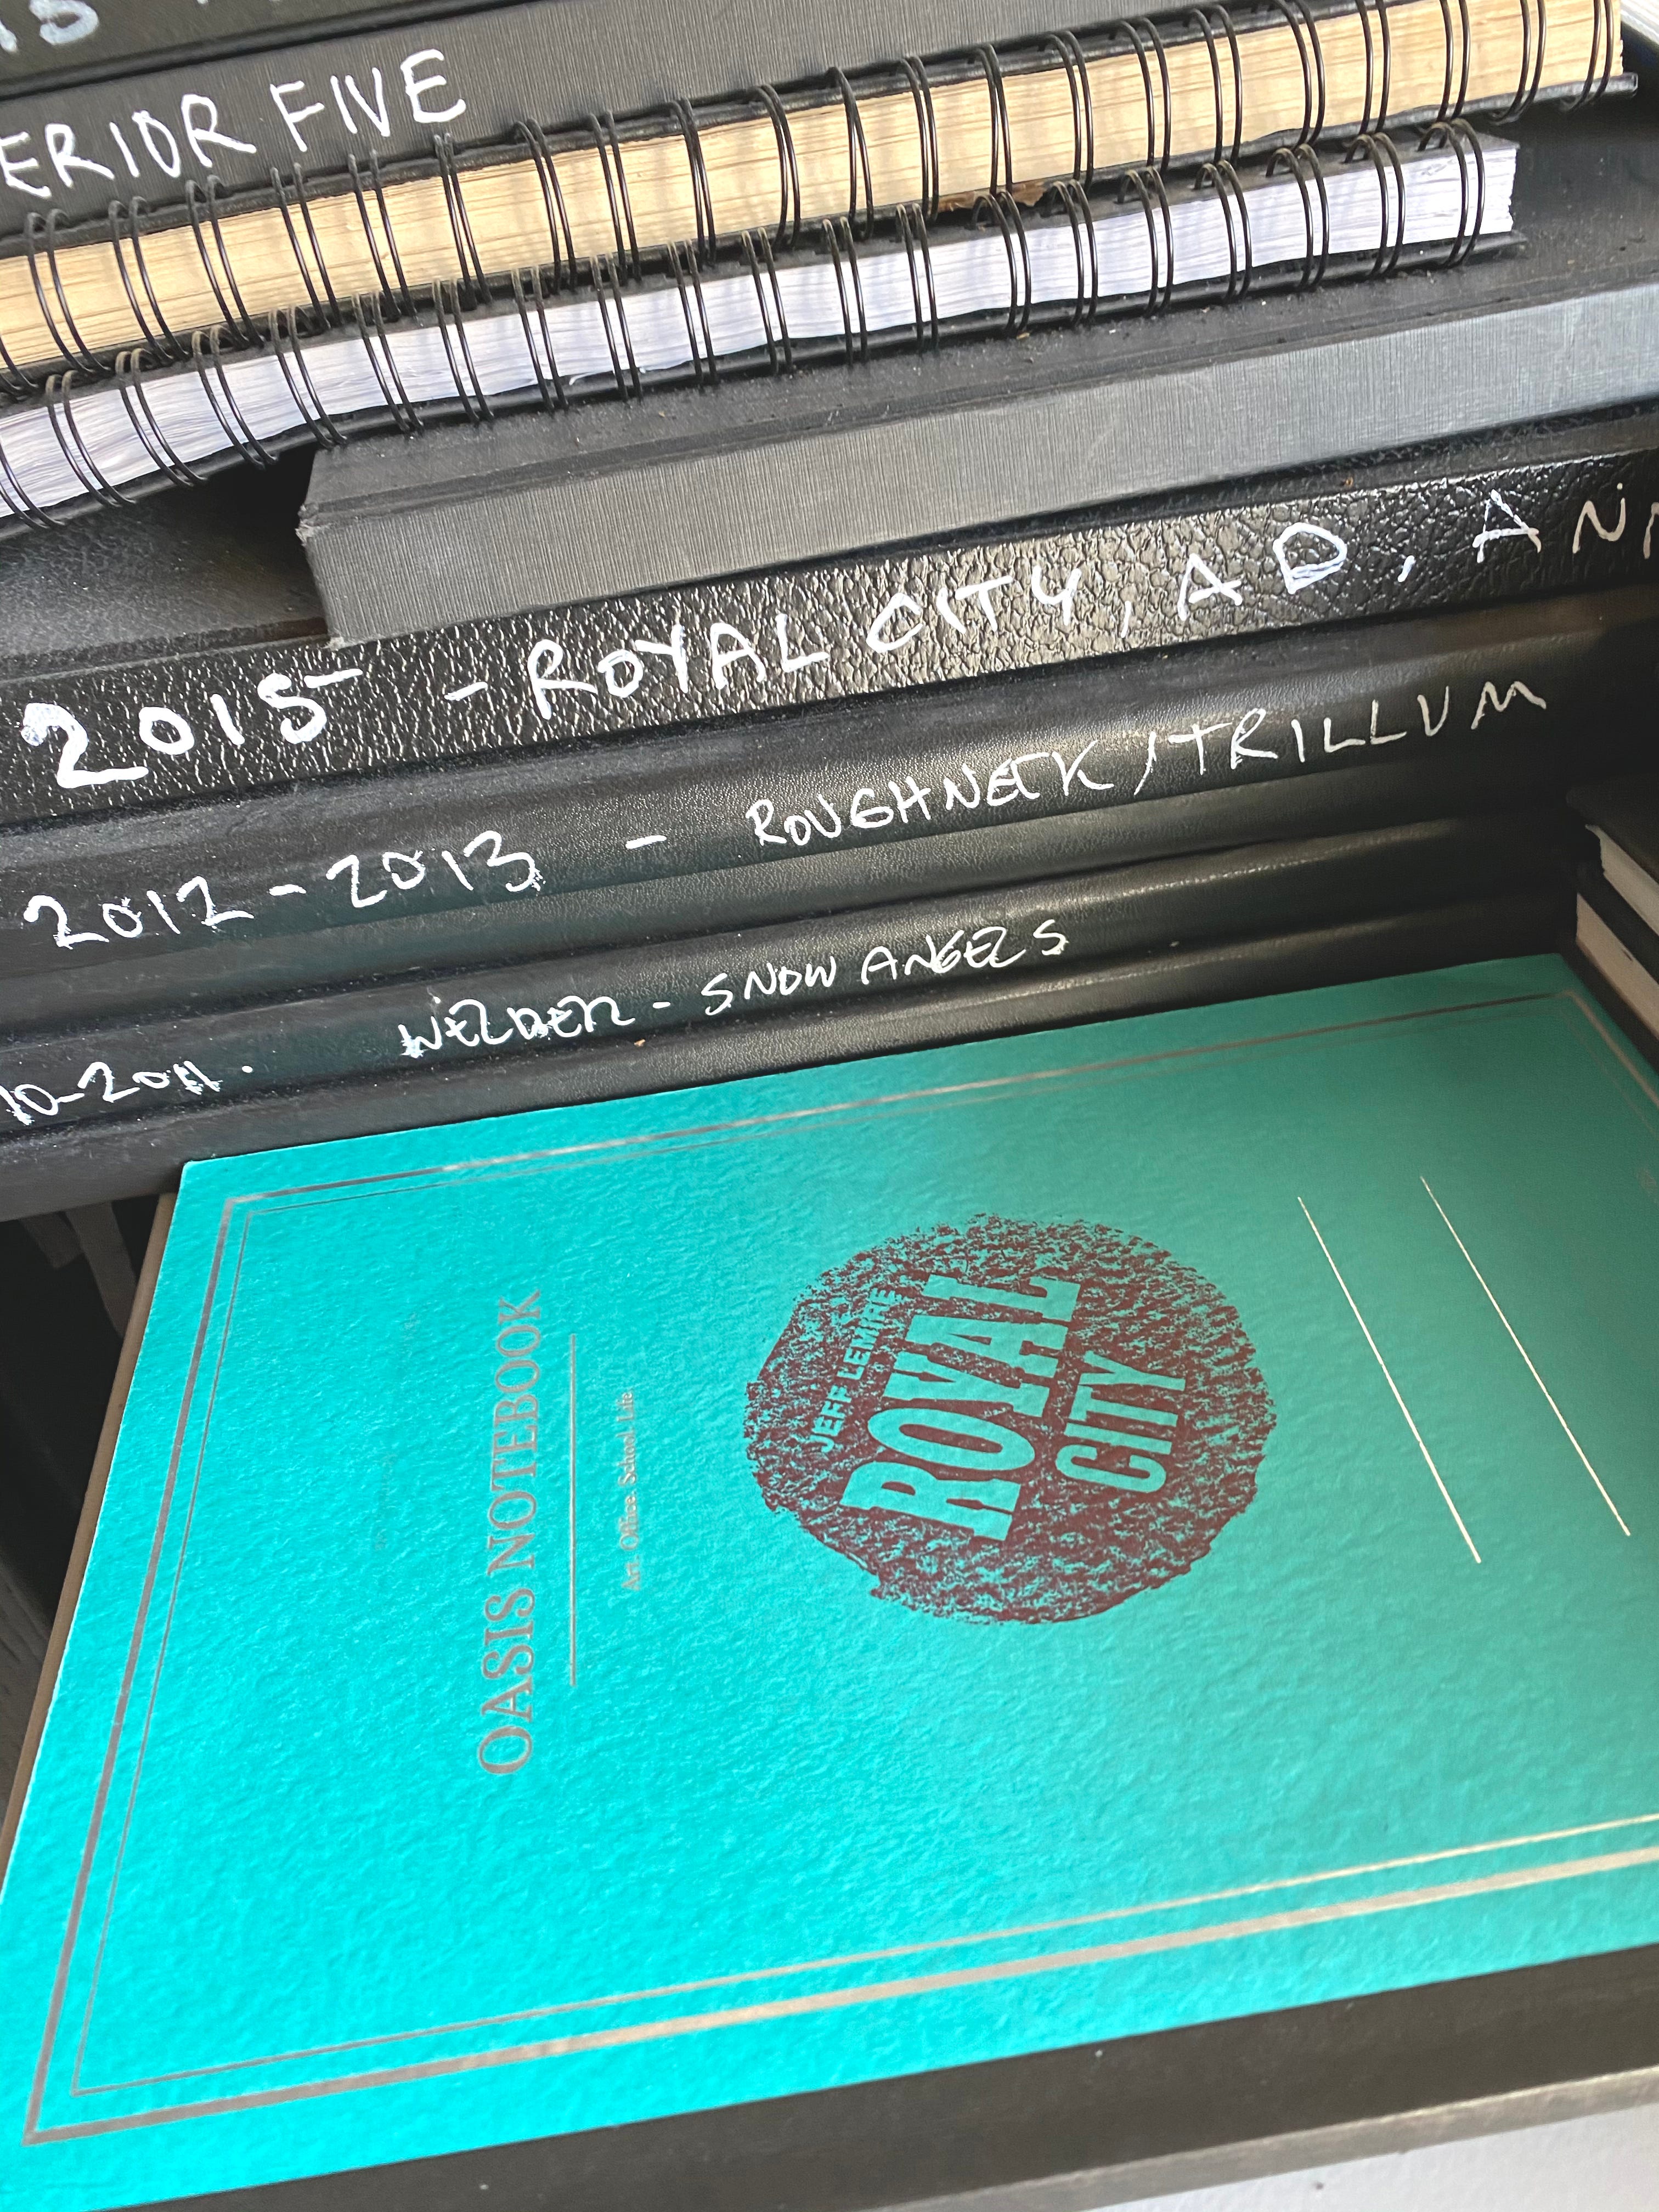 ERIOR FIVE
2015 - ROYAL CITY, AD, ANN
2012-2013 - ROUGHNECK / TRILLUM
10-2011. WELDER - SNOW ANGELS
OASIS NOTEBOOK
Art. Office. School. Life
JEFF LEMIRE
ROYAL
CITY